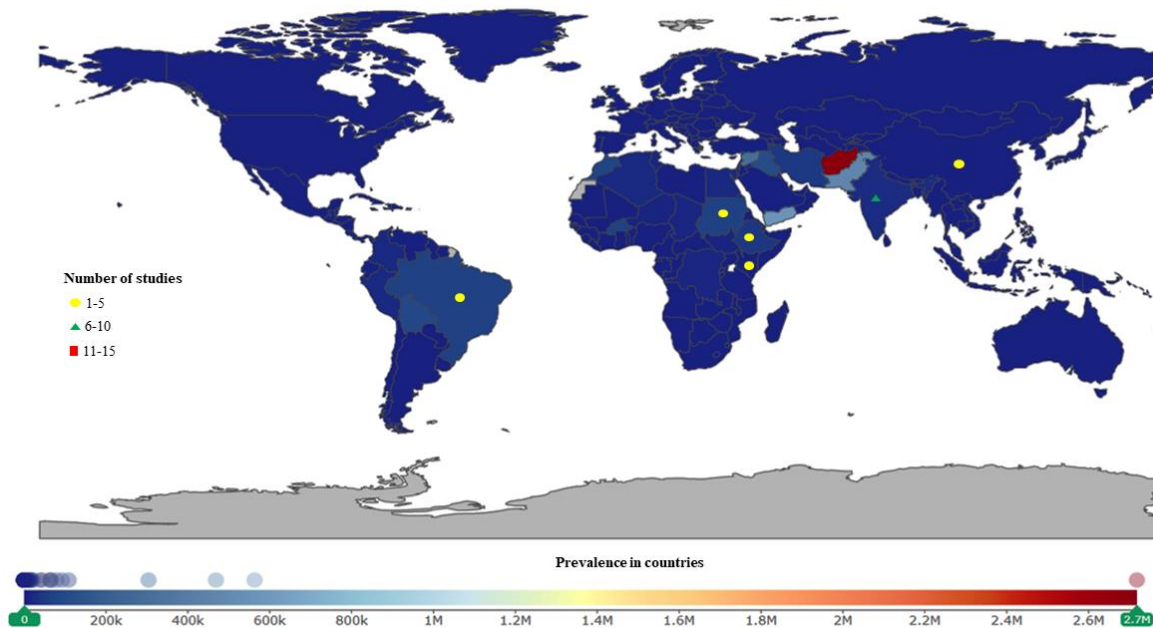 Number of studies
1-5
6-10
11-15
Prevalence in countries
0
200k 400k 600k 800k 1M 1.2M 1.4M 1.6M 1.8M 2M 2.2M 2.4M 2.6M 2.7M